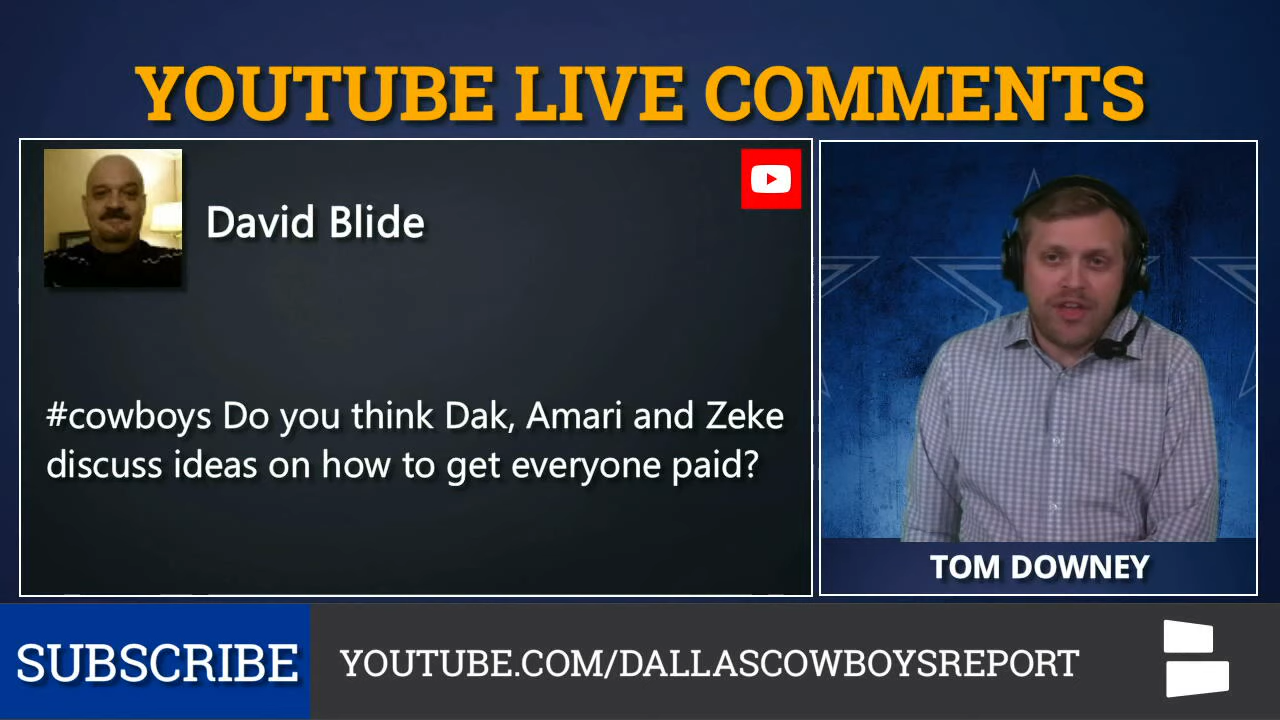 YOUTUBE LIVE COMMENTS
David Blide
#cowboys Do you think Dak, Amari and Zeke
discuss ideas on how to get everyone paid?
TOM DOWNEY
SUBSCRIBE
YOUTUBE.COM/DALLASCOWBOYSREPORT